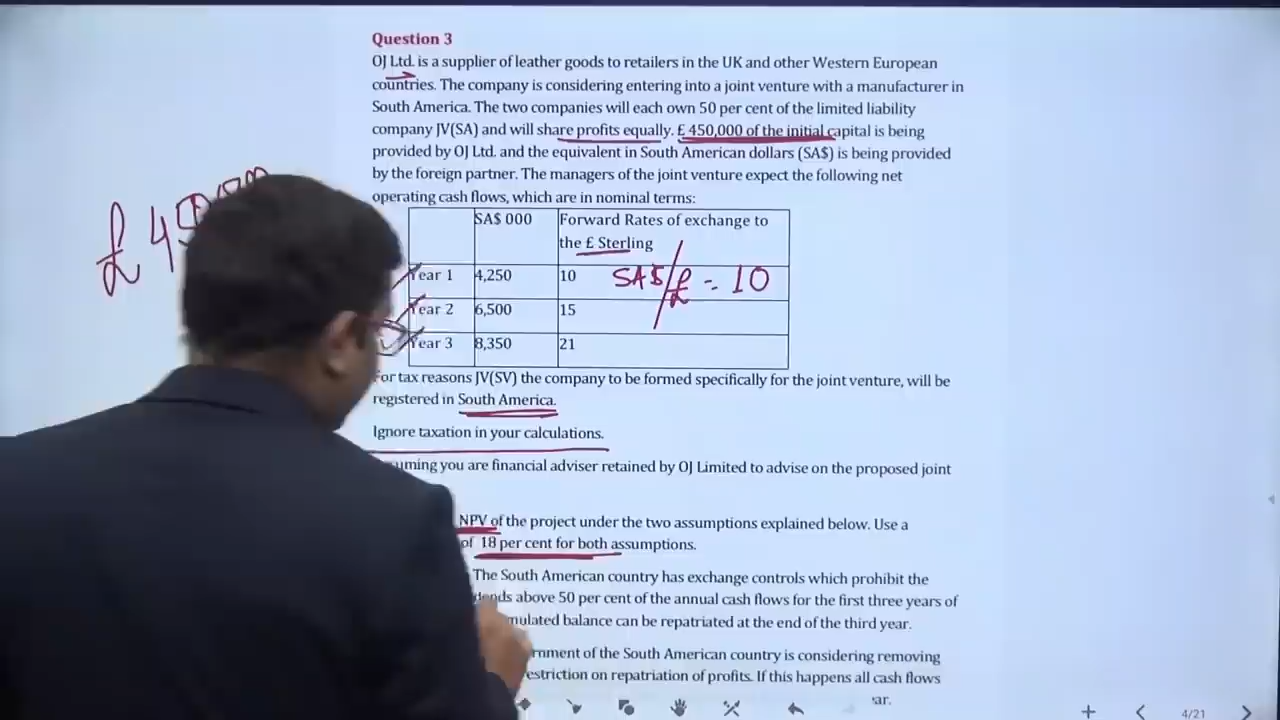 Question 3
OJ Ltd. is a supplier of leather goods to retailers in the UK and other Western European
countries. The company is considering entering into a joint venture with a manufacturer in
South America. The two companies will each own 50 per cent of the limited liability
company JV(SA) and will share profits equally. £ 450,000 of the initial capital is being
provided by OJ Ltd. and the equivalent in South American dollars (SA$) is being provided
by the foreign partner. The managers of the joint venture expect the following net
operating cash flows, which are in nominal terms:
SA$ 000 Forward Rates of exchange to
the £ Sterling
Year 1 4,250 10 SA$/£ = 10
Year 2 6,500 15
Year 3 8,350 21
£ 4
For tax reasons JV(SV) the company to be formed specifically for the joint venture, will be
registered in South America.
Ignore taxation in your calculations.
you are financial adviser retained by OJ Limited to advise on the proposed joint
NPV of the project under the two assumptions explained below. Use a
of 18 per cent for both assumptions.
The South American country has exchange controls which prohibit the
above 50 per cent of the annual cash flows for the first three years of
balance can be repatriated at the end of the third year.
of the South American country is considering removing
on repatriation of profits. If this happens all cash flows
4/21